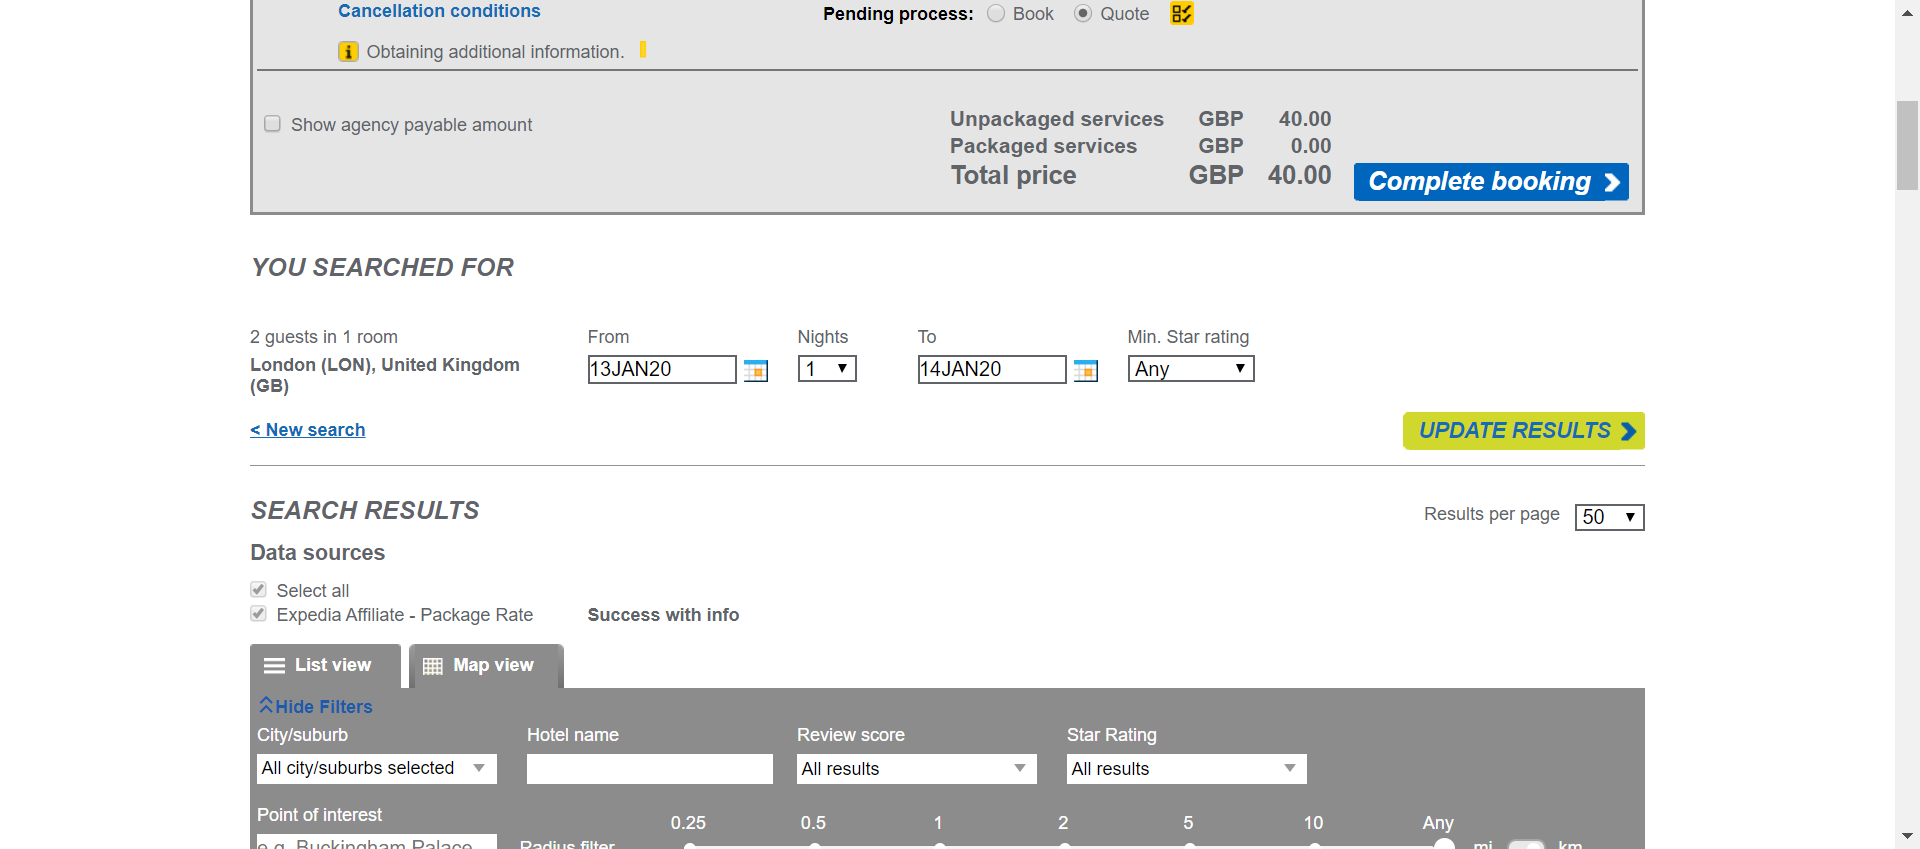 Cancellation conditions
Pending process: Book Quote
Obtaining additional information.
Show agency payable amount
Unpackaged services GBP 40.00
Packaged services GBP 0.00
Total price GBP 40.00
Complete booking
YOU SEARCHED FOR
2 guests in 1 room
London (LON), United Kingdom
(GB)
From
13JAN20
Nights
1
To
14JAN20
Min. Star rating
Any
< New search
UPDATE RESULTS
SEARCH RESULTS
Results per page 50
Data sources
Select all
Expedia Affiliate - Package Rate Success with info
List view Map view
Hide Filters
City/suburb Hotel name Review score Star Rating
All city/suburbs selected All results All results
Point of interest
0.25 0.5 1 2 5 10 Any
e.g. Buckingham Palace Radius filter mi km